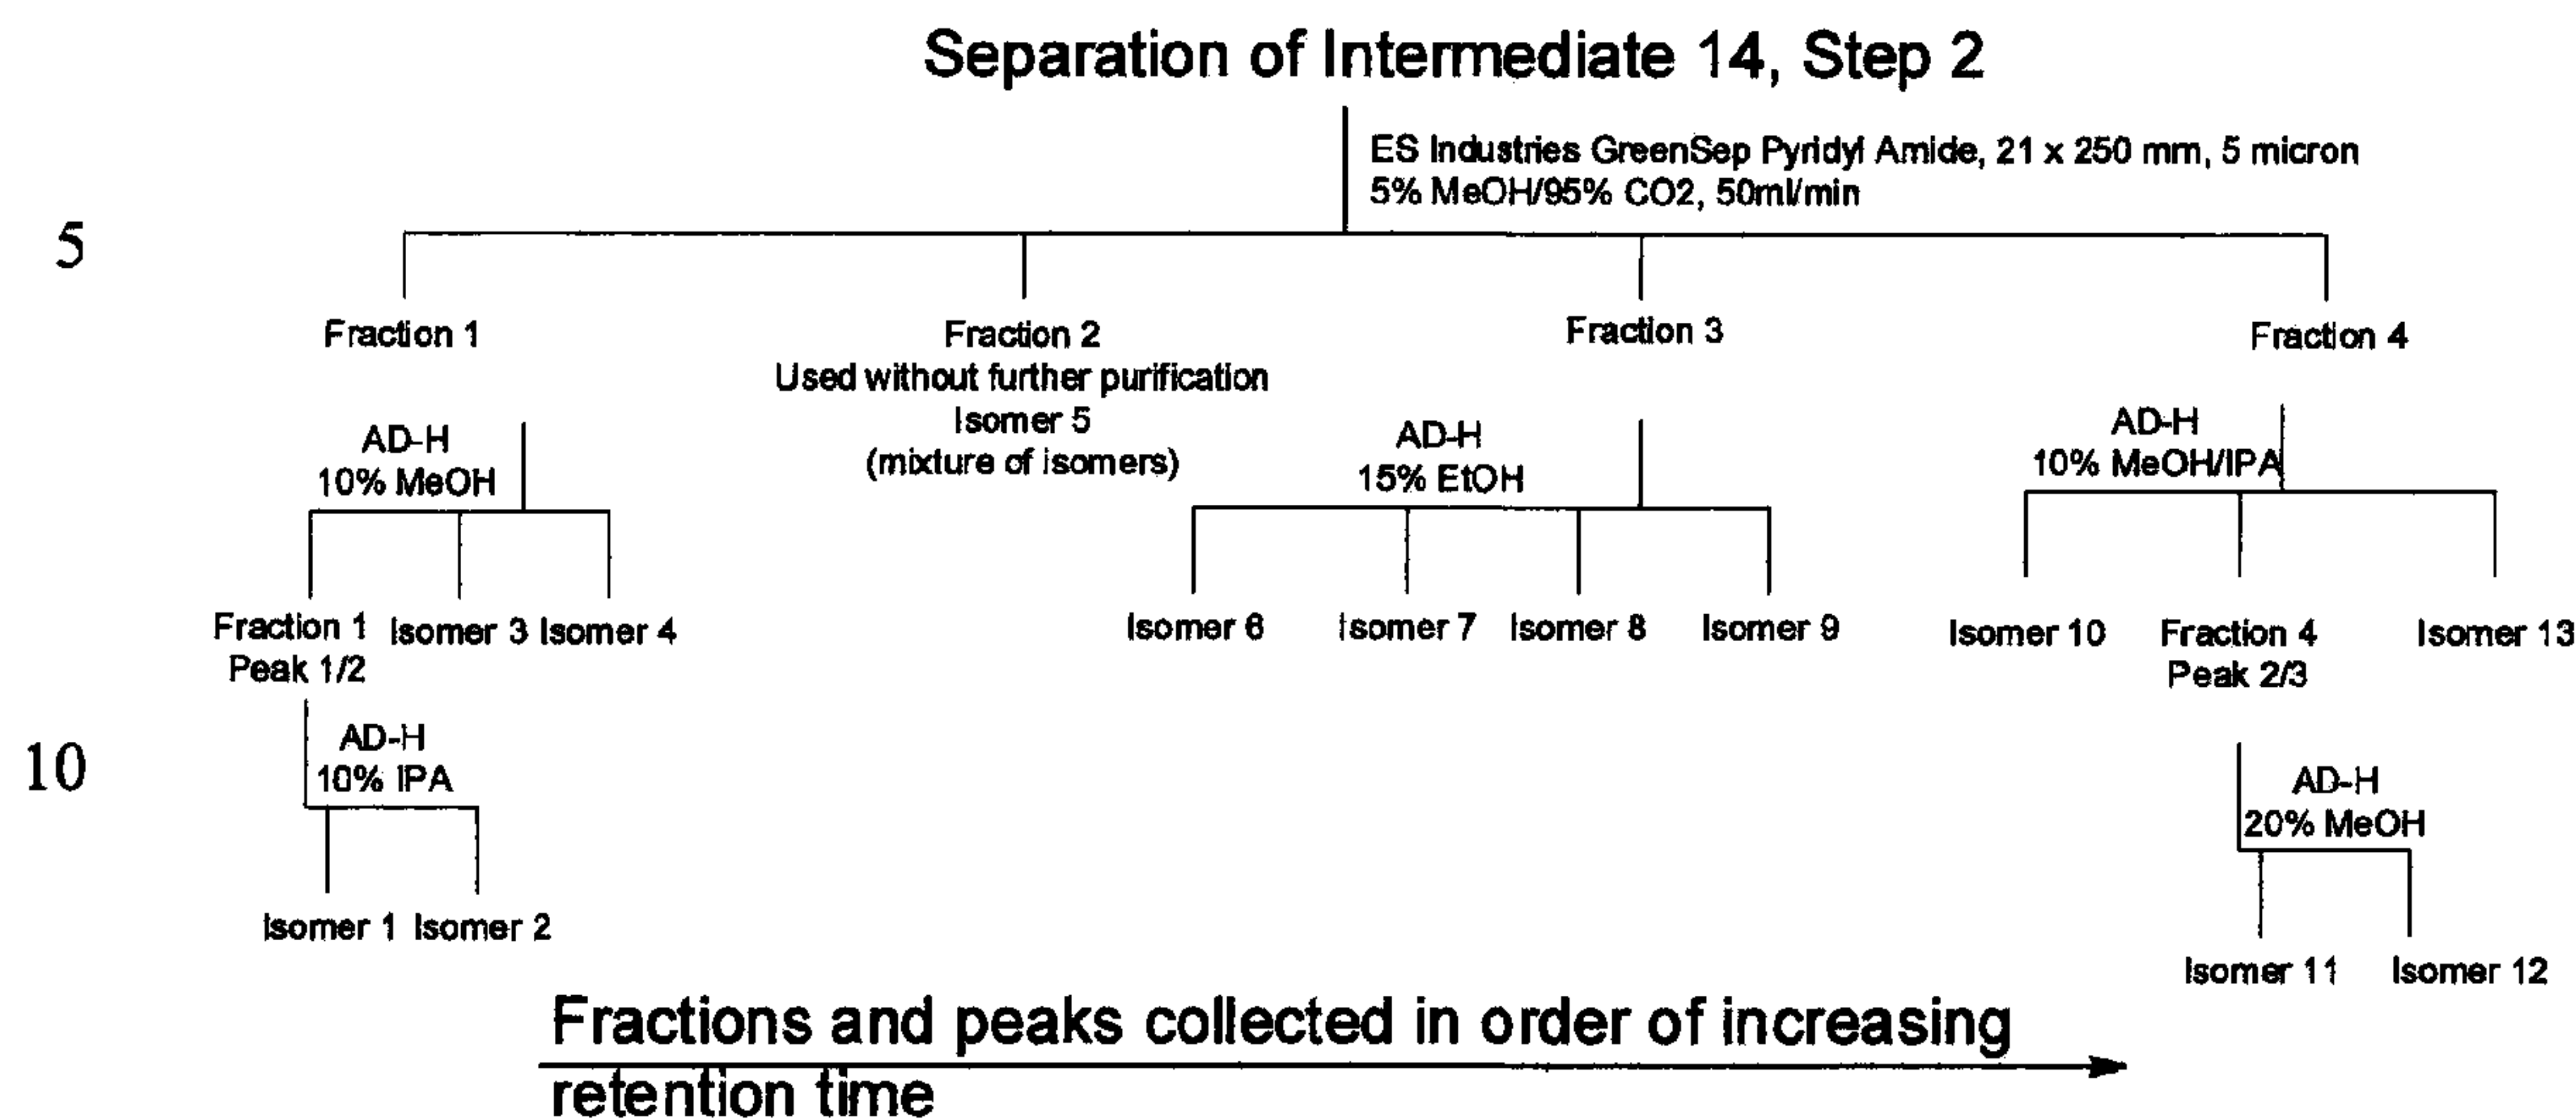 Separation of Intermediate 14, Step 2
ES Industries GreenSep Pyridyl Amide, 21 x 250 mm, 5 micron
5% MeOH/95% CO2, 50ml/min
5
Fraction 1
Fraction 2
Used without further purification
Isomer 5
(mixture of isomers)
Fraction 3
Fraction 4
AD-H
10% MeOH
AD-H
15% EtOH
AD-H
10% MeOH/IPA
Fraction 1
Peak 1/2
Isomer 3
Isomer 4
Isomer 6
Isomer 7
Isomer 8
Isomer 9
Isomer 10
Fraction 4
Peak 2/3
Isomer 13
10
AD-H
10% IPA
AD-H
20% MeOH
Isomer 1
Isomer 2
Isomer 11
Isomer 12
Fractions and peaks collected in order of increasing
retention time